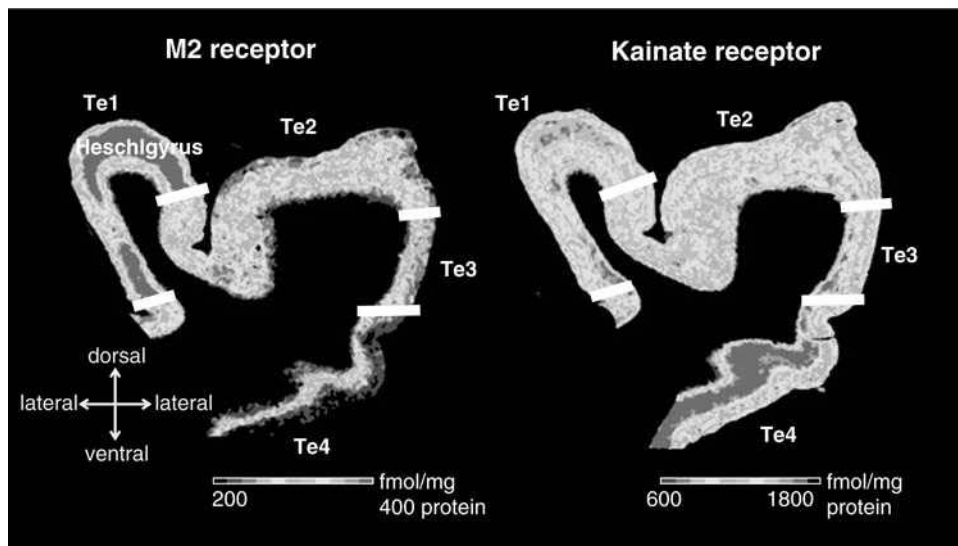 M2 receptor
Kainate receptor
Te1
Heschlgyrus
Te2
Te3
Te4
dorsal
lateral
lateral
ventral
200
fmol/mg
400 protein
Te1
Te2
Te3
Te4
600
1800
fmol/mg
protein